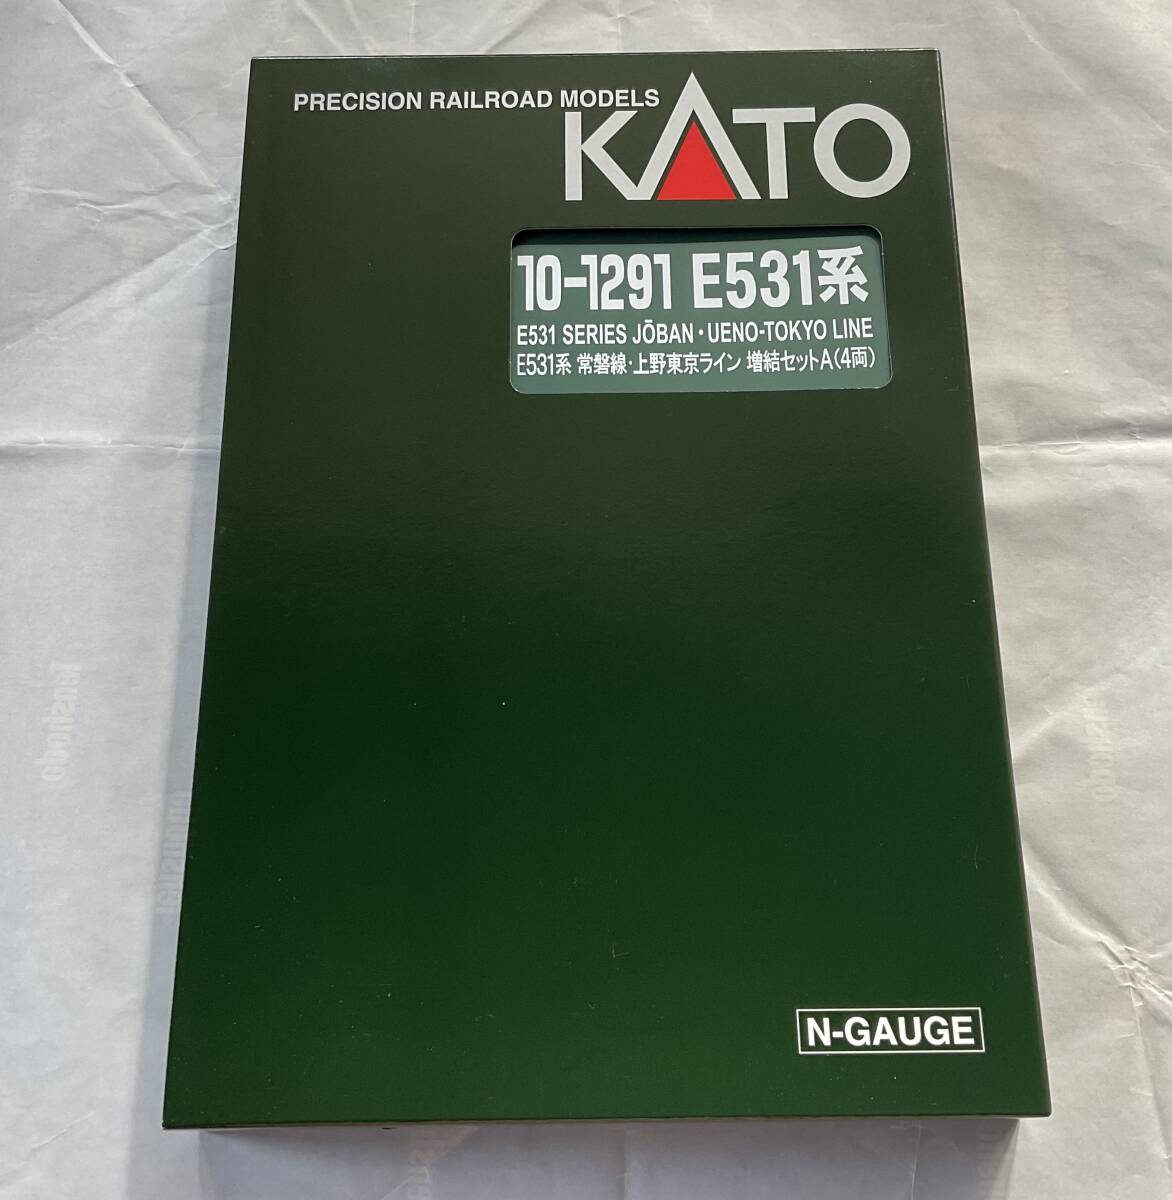 PRECISION RAILROAD MODELS
KATO
10-1291 E531系
E531 SERIES JŌBAN・UENO-TOKYO LINE
E531系 常磐線・上野東京ライン 増結セットA(4両)
N-GAUGE